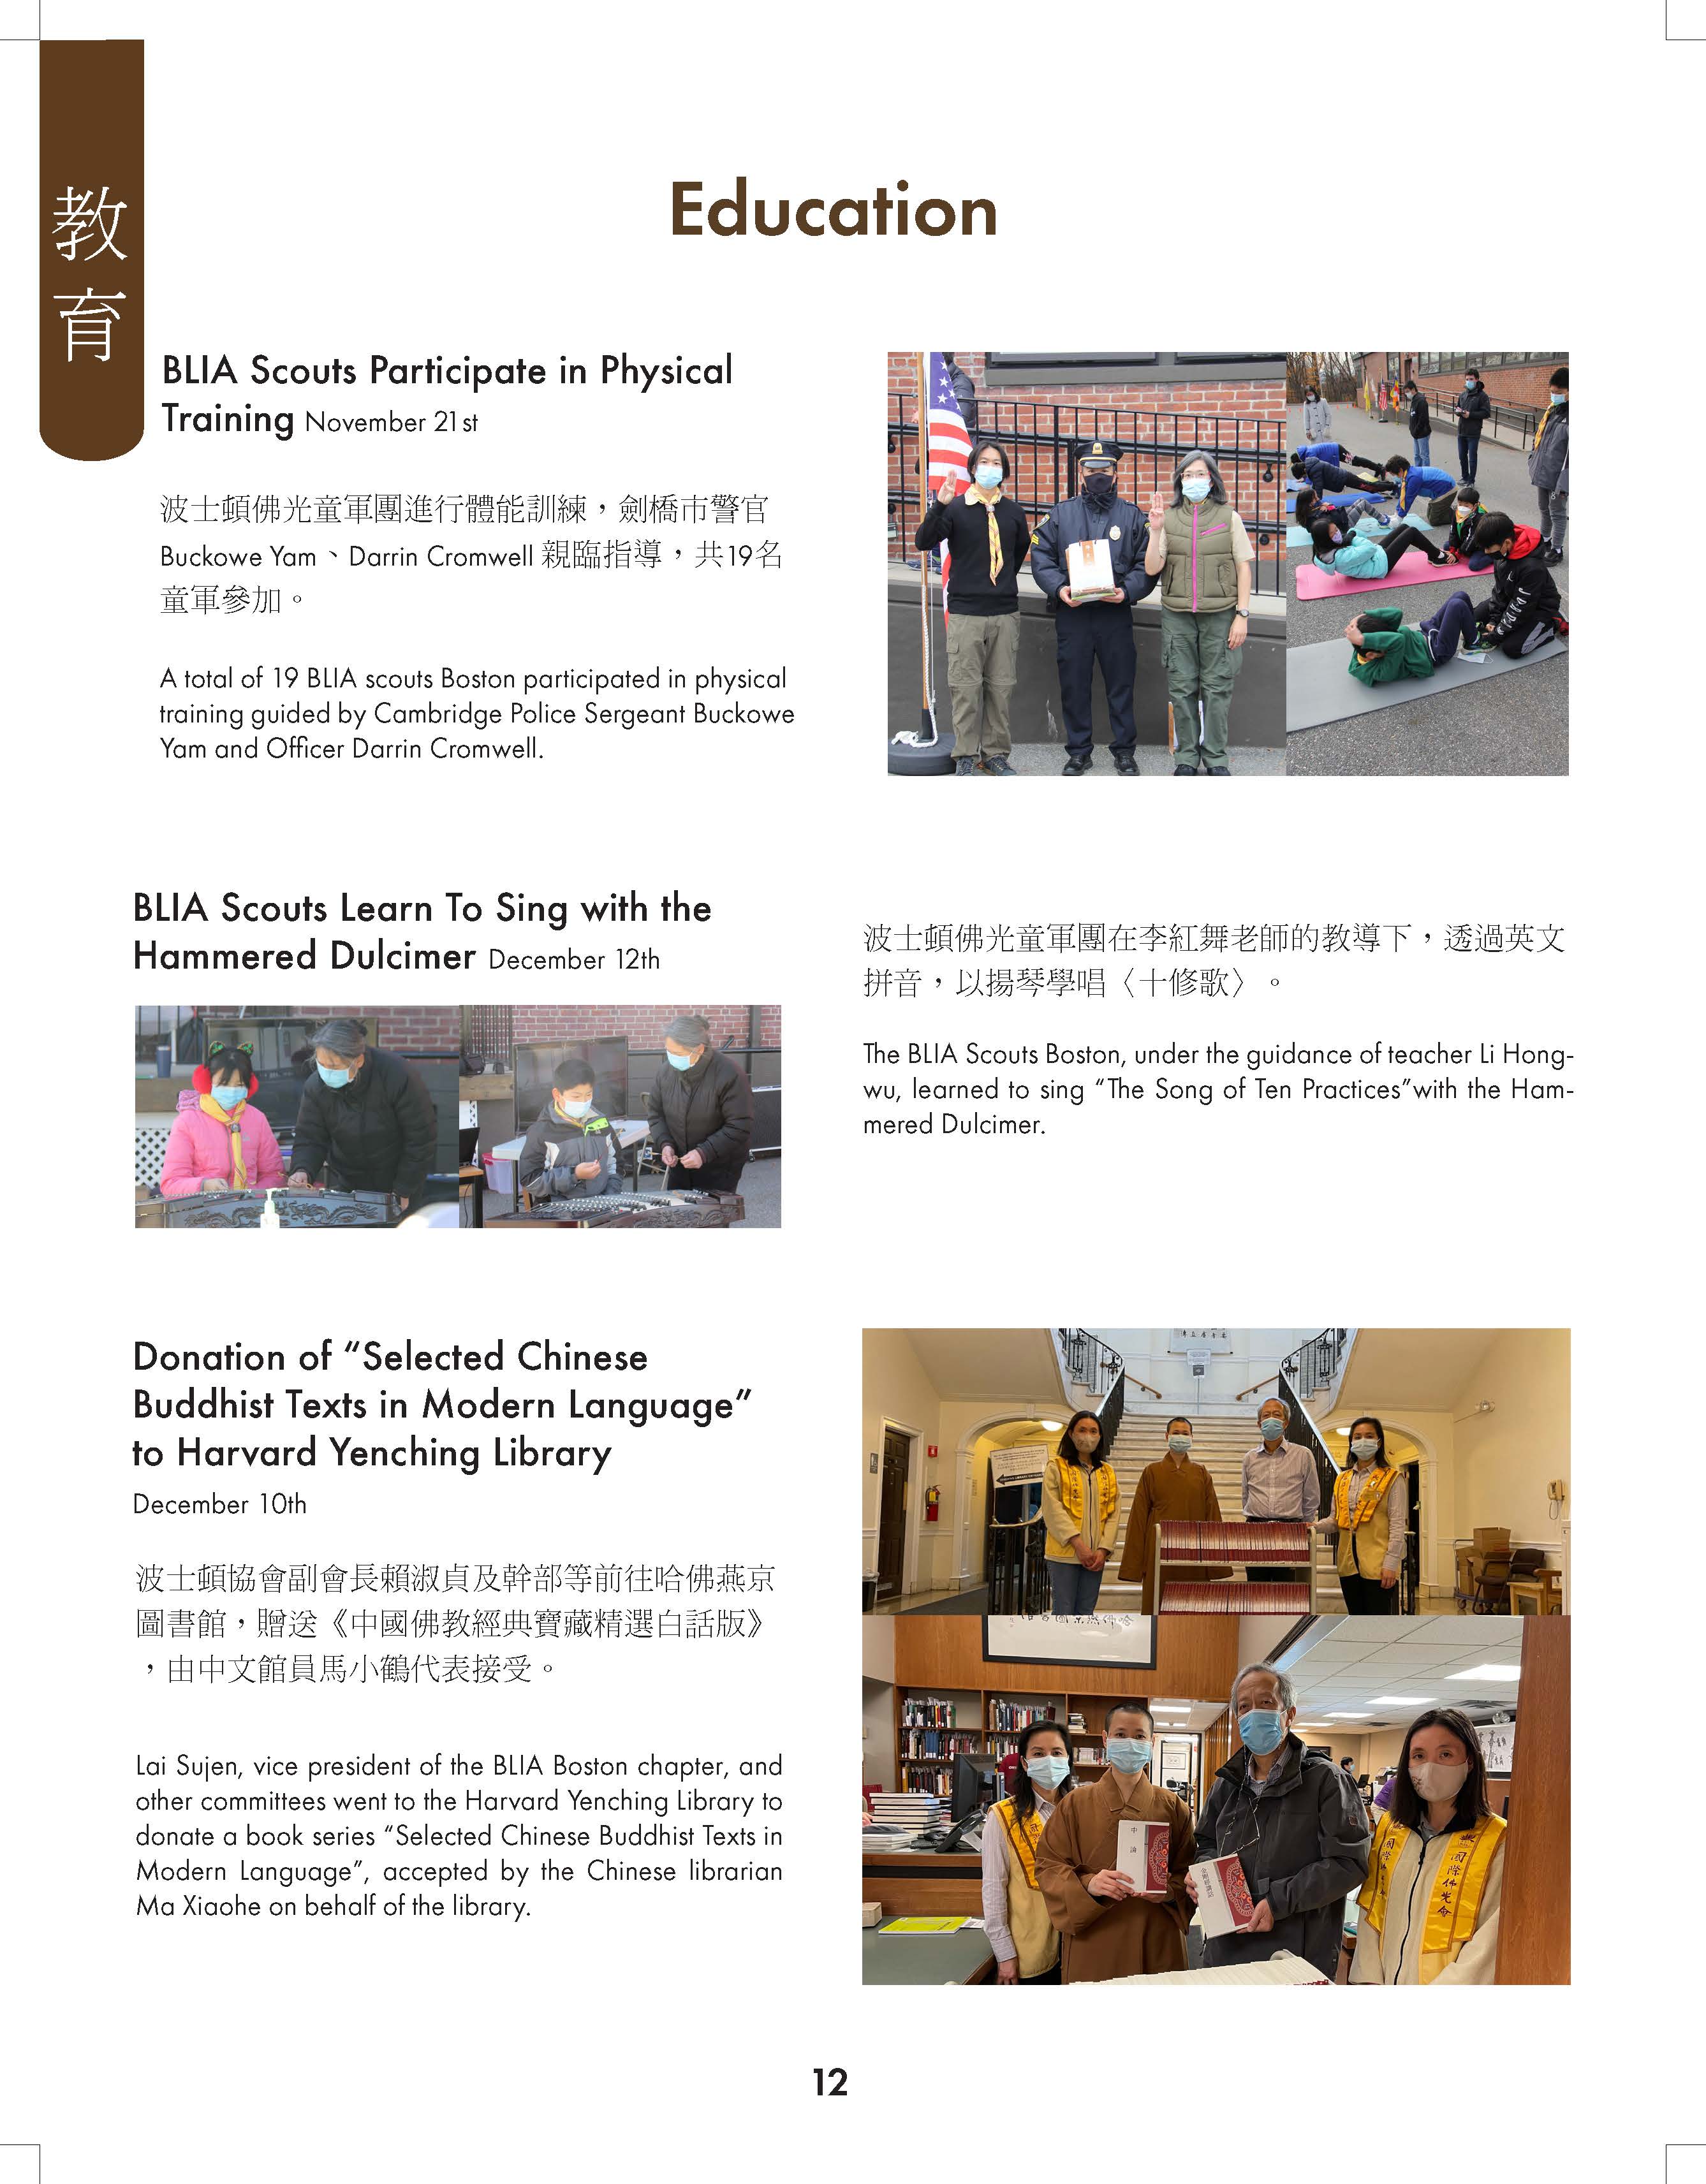 教
育
Education
BLIA Scouts Participate in Physical
Training November 21st
波士頓佛光童軍團進行體能訓練，劍橋市警官
Buckowe Yam、Darrin Cromwell 親臨指導，共19名
童軍參加。
A total of 19 BLIA scouts Boston participated in physical
training guided by Cambridge Police Sergeant Buckowe
Yam and Officer Darrin Cromwell.
BLIA Scouts Learn To Sing with the
Hammered Dulcimer December 12th
波士頓佛光童軍團在李紅舞老師的教導下，透過英文
拼音，以揚琴學唱〈十修歌〉。
The BLIA Scouts Boston, under the guidance of teacher Li Hong-
wu, learned to sing “The Song of Ten Practices”with the Ham-
mered Dulcimer.
Donation of “Selected Chinese
Buddhist Texts in Modern Language”
to Harvard Yenching Library
December 10th
波士頓協會副會長賴淑貞及幹部等前往哈佛燕京
圖書館，贈送《中國佛教經典寶藏精選白話版》
，由中文館員馬小鶴代表接受。
Lai Sujen, vice president of the BLIA Boston chapter, and
other committees went to the Harvard Yenching Library to
donate a book series “Selected Chinese Buddhist Texts in
Modern Language”, accepted by the Chinese librarian
Ma Xiaohe on behalf of the library.
中論
國際佛光會
12